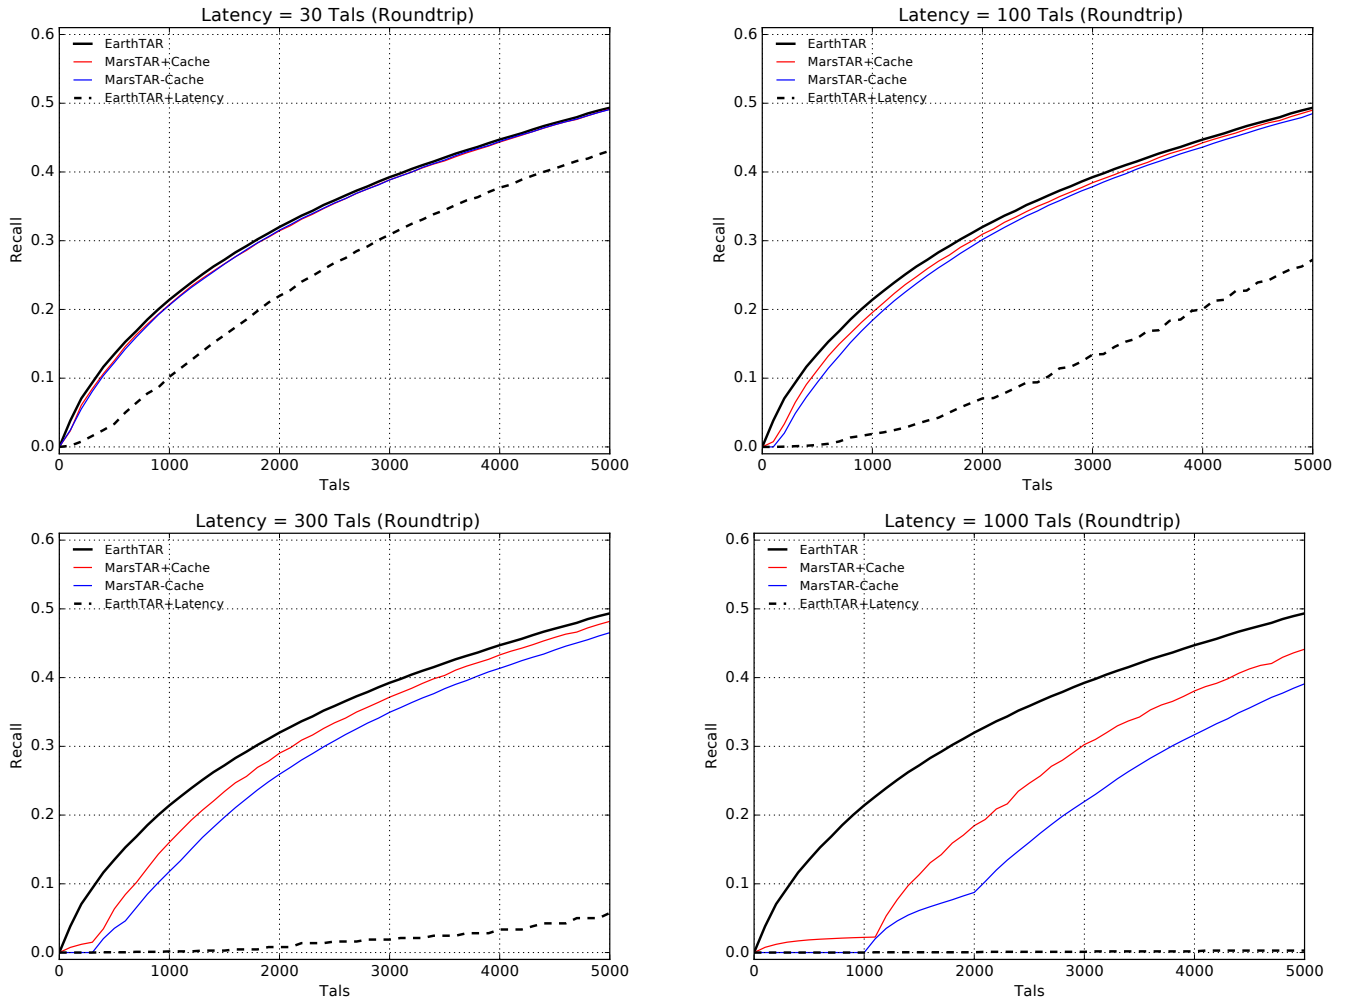 Latency = 30 Tals (Roundtrip)
EarthTAR
MarsTAR+Cache
MarsTAR-Cache
EarthTAR+Latency
Recall
0.6
0.5
0.4
0.3
0.2
0.1
0.0
0 1000 2000 3000 4000 5000
Tals
Latency = 100 Tals (Roundtrip)
EarthTAR
MarsTAR+Cache
MarsTAR-Cache
EarthTAR+Latency
Recall
0.6
0.5
0.4
0.3
0.2
0.1
0.0
0 1000 2000 3000 4000 5000
Tals
Latency = 300 Tals (Roundtrip)
EarthTAR
MarsTAR+Cache
MarsTAR-Cache
EarthTAR+Latency
Recall
0.6
0.5
0.4
0.3
0.2
0.1
0.0
0 1000 2000 3000 4000 5000
Tals
Latency = 1000 Tals (Roundtrip)
EarthTAR
MarsTAR+Cache
MarsTAR-Cache
EarthTAR+Latency
Recall
0.6
0.5
0.4
0.3
0.2
0.1
0.0
0 1000 2000 3000 4000 5000
Tals